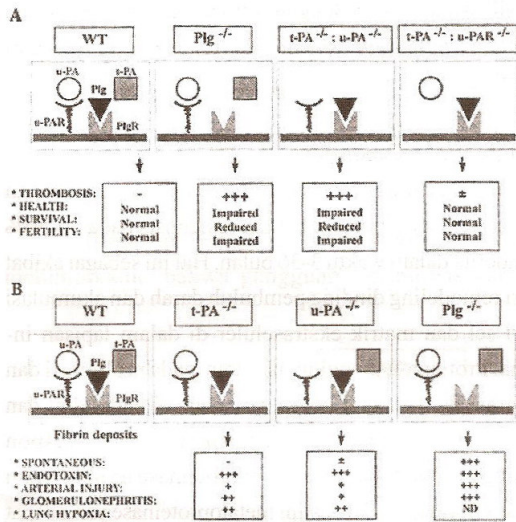 A
WT
Plg -/-
t-PA -/- : u-PA -/-
t-PA -/- : u-PAR -/-
u-PA
t-PA
Plg
u-PAR
PlgR
* THROMBOSIS:
* HEALTH:
* SURVIVAL:
* FERTILITY:
-
Normal
Normal
Normal
+++
Impaired
Reduced
Impaired
+++
Impaired
Reduced
Impaired
±
Normal
Normal
Normal
B
WT
t-PA -/-
u-PA -/-
Plg -/-
u-PA
t-PA
Plg
u-PAR
PlgR
Fibrin deposits
* SPONTANEOUS:
* ENDOTOXIN:
* ARTERIAL INJURY:
* GLOMERULONEPHRITIS:
* LUNG HYPOXIA:
-
+++
+
++
-
±
+++
+
+
++
+++
+++
+++
+++
ND